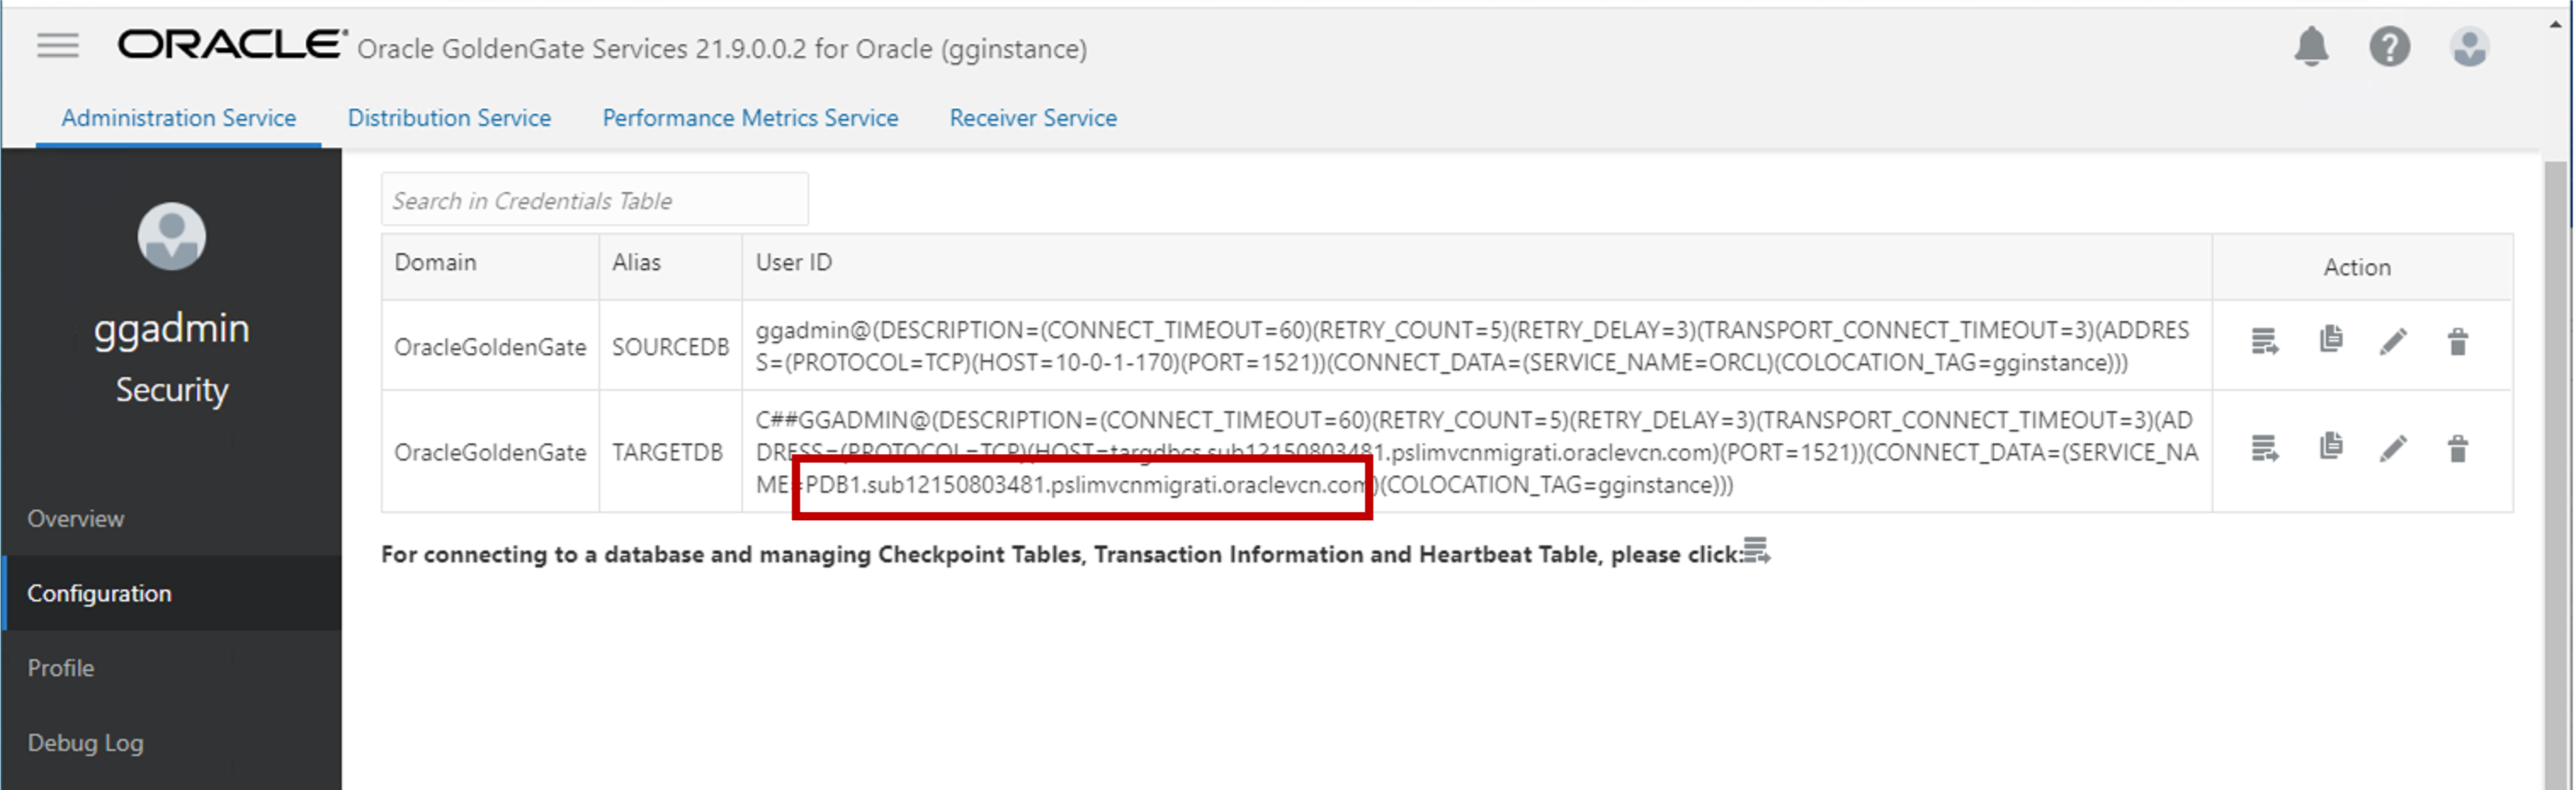 ORACLE® Oracle GoldenGate Services 21.9.0.0.2 for Oracle (gginstance)
Administration Service Distribution Service Performance Metrics Service Receiver Service
ggadmin
Security
Overview
Configuration
Profile
Debug Log
Search in Credentials Table
Domain Alias User ID Action
OracleGoldenGate SOURCEDB ggadmin@(DESCRIPTION=(CONNECT_TIMEOUT=60)(RETRY_COUNT=5)(RETRY_DELAY=3)(TRANSPORT_CONNECT_TIMEOUT=3)(ADDRES
S=(PROTOCOL=TCP)(HOST=10-0-1-170)(PORT=1521))(CONNECT_DATA=(SERVICE_NAME=ORCL)(COLOCATION_TAG=gginstance)))
OracleGoldenGate TARGETDB C##GGADMIN@(DESCRIPTION=(CONNECT_TIMEOUT=60)(RETRY_COUNT=5)(RETRY_DELAY=3)(TRANSPORT_CONNECT_TIMEOUT=3)(AD
DRESS=(PROTOCOL=TCP)(HOST=targdbcs.sub12150803481.pslimvcnmigrati.oraclevcn.com)(PORT=1521))(CONNECT_DATA=(SERVICE_NA
ME=PDB1.sub12150803481.pslimvcnmigrati.oraclevcn.com)(COLOCATION_TAG=gginstance)))
For connecting to a database and managing Checkpoint Tables, Transaction Information and Heartbeat Table, please click: